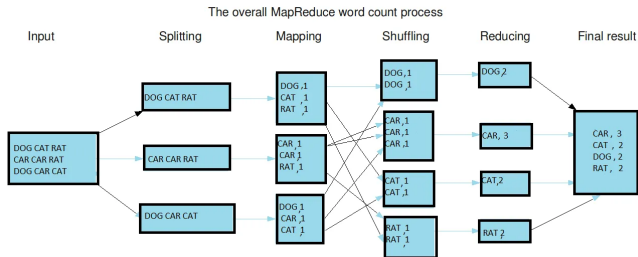 The overall MapReduce word count process
Input
Splitting
Mapping
Shuffling
Reducing
Final result
DOG CAT RAT
CAR CAR RAT
DOG CAR CAT
DOG CAT RAT
CAR CAR RAT
DOG CAR CAT
DOG,1
CAT ,1
RAT ,1
CAR ,1
CAR,1
RAT ,1
DOG,1
CAR ,1
CAT ,1
DOG,1
DOG ,1
CAR ,1
CAR,1
CAR ,1
CAT ,1
CAT ,1
RAT ,1
RAT ,1
DOG,2
CAR, 3
CAT,2
RAT,2
CAR, 3
CAT , 2
DOG, 2
RAT, 2